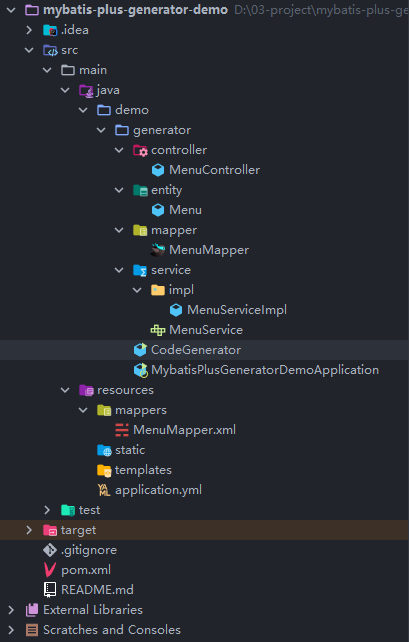 mybatis-plus-generator-demo D:\03-project\mybatis-plus-ge
.idea
src
main
java
demo
generator
controller
MenuController
entity
Menu
mapper
MenuMapper
service
impl
MenuServiceImpl
MenuService
CodeGenerator
MybatisPlusGeneratorDemoApplication
resources
mappers
MenuMapper.xml
static
templates
application.yml
test
target
.gitignore
pom.xml
README.md
External Libraries
Scratches and Consoles